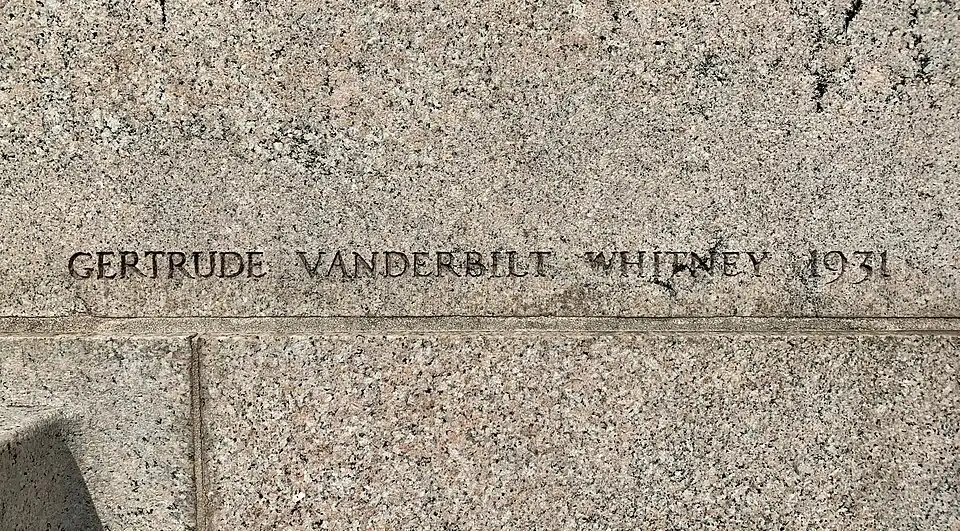 GERTRUDE VANDERBILT WHITNEY 1931